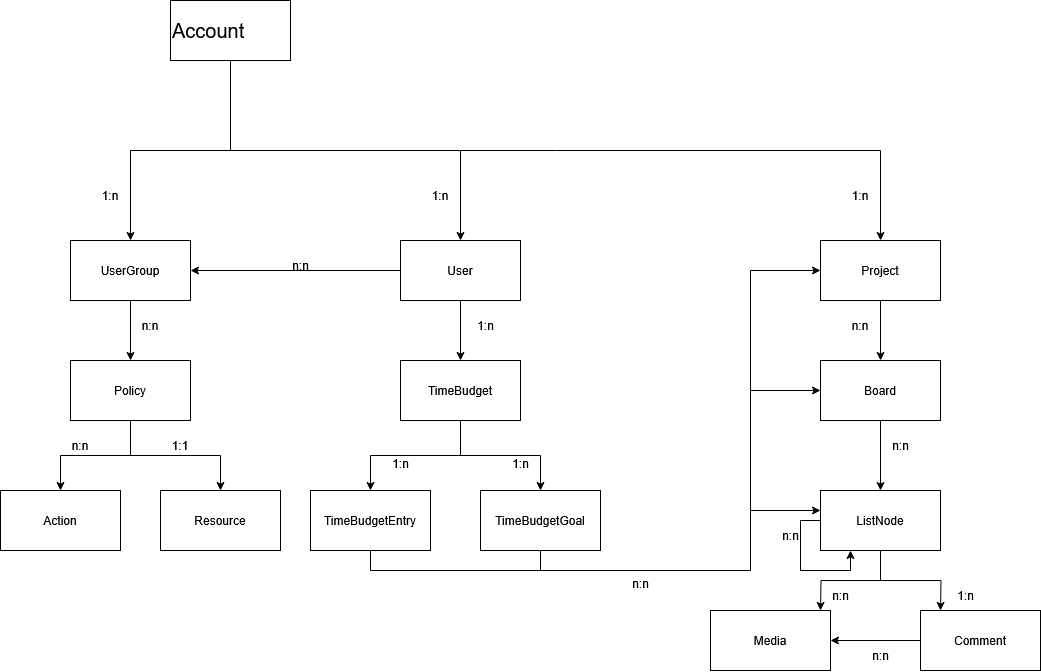 Account
1:n
1:n
1:n
UserGroup
n:n
User
Project
n:n
1:n
n:n
Policy
TimeBudget
Board
n:n
1:1
1:n
1:n
n:n
Action
Resource
TimeBudgetEntry
TimeBudgetGoal
ListNode
n:n
n:n
n:n
1:n
Media
Comment
n:n